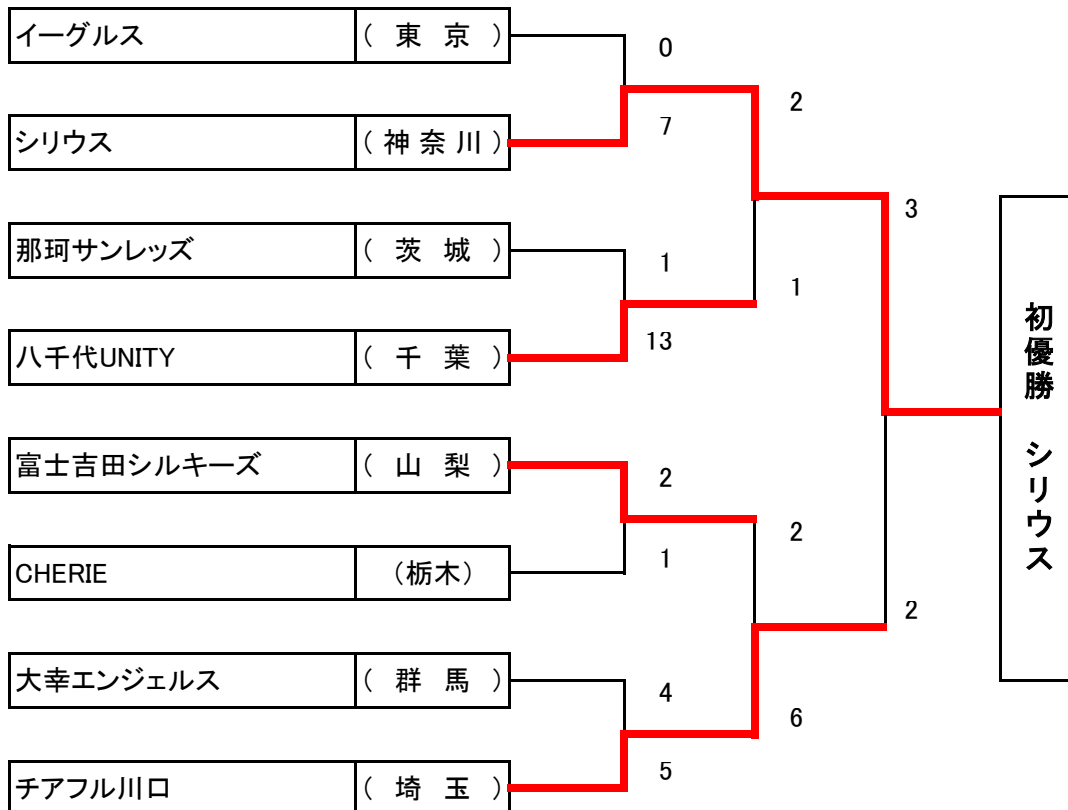 イーグルス (東京)
0
2
シリウス (神奈川)
7
3
那珂サンレッズ (茨城)
1
1
八千代UNITY (千葉)
13
初優勝 シリウス
富士吉田シルキーズ (山梨)
2
2
CHERIE (栃木)
1
2
大幸エンジェルス (群馬)
4
6
チアフル川口 (埼玉)
5